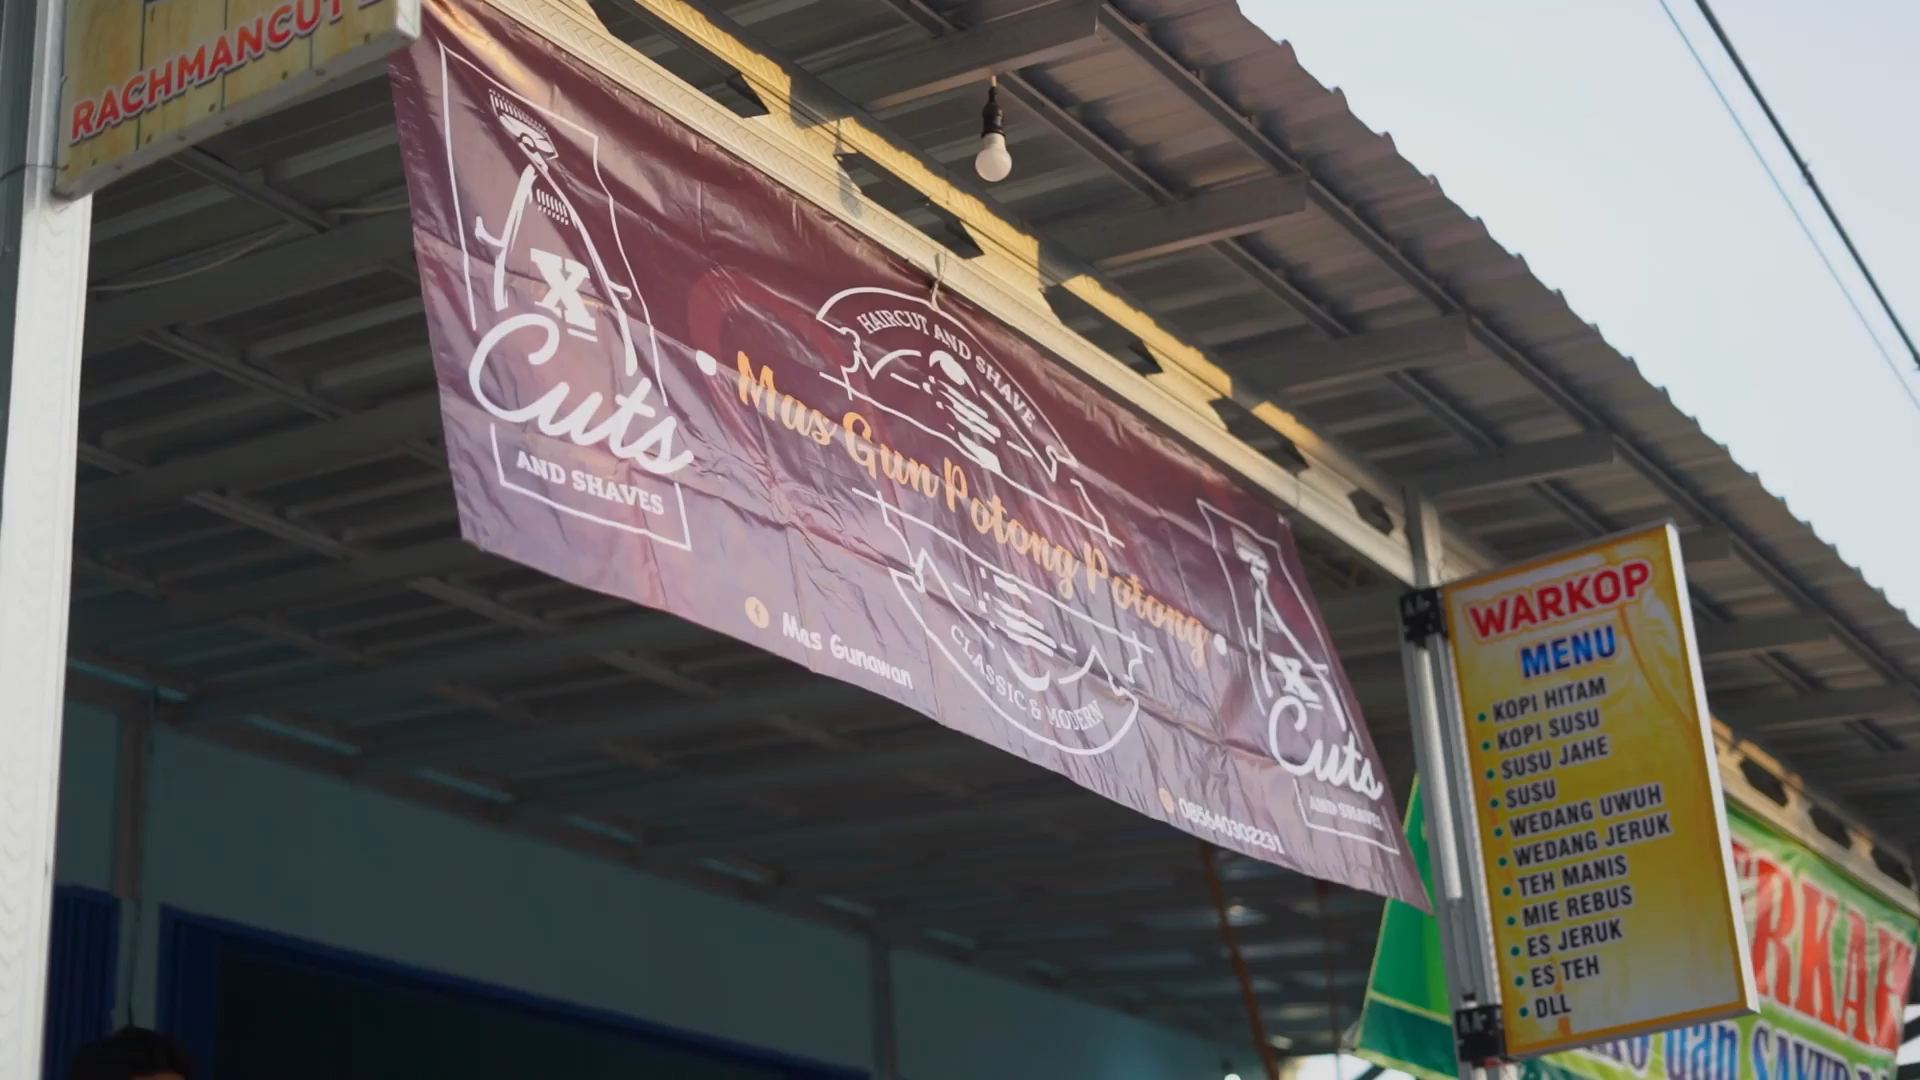 RACHMANCUT
X
Cuts
AND SHAVES
HAIRCUT AND SHAVE
Mas Gun Potong Potong
CLASSIC & MODERN
Mas Gunawan
085640302231
X
Cuts
AND SHAVES
WARKOP
MENU
• KOPI HITAM
• KOPI SUSU
• SUSU JAHE
• SUSU
• WEDANG UWUH
• WEDANG JERUK
• TEH MANIS
• MIE REBUS
• ES JERUK
• ES TEH
• DLL
dan